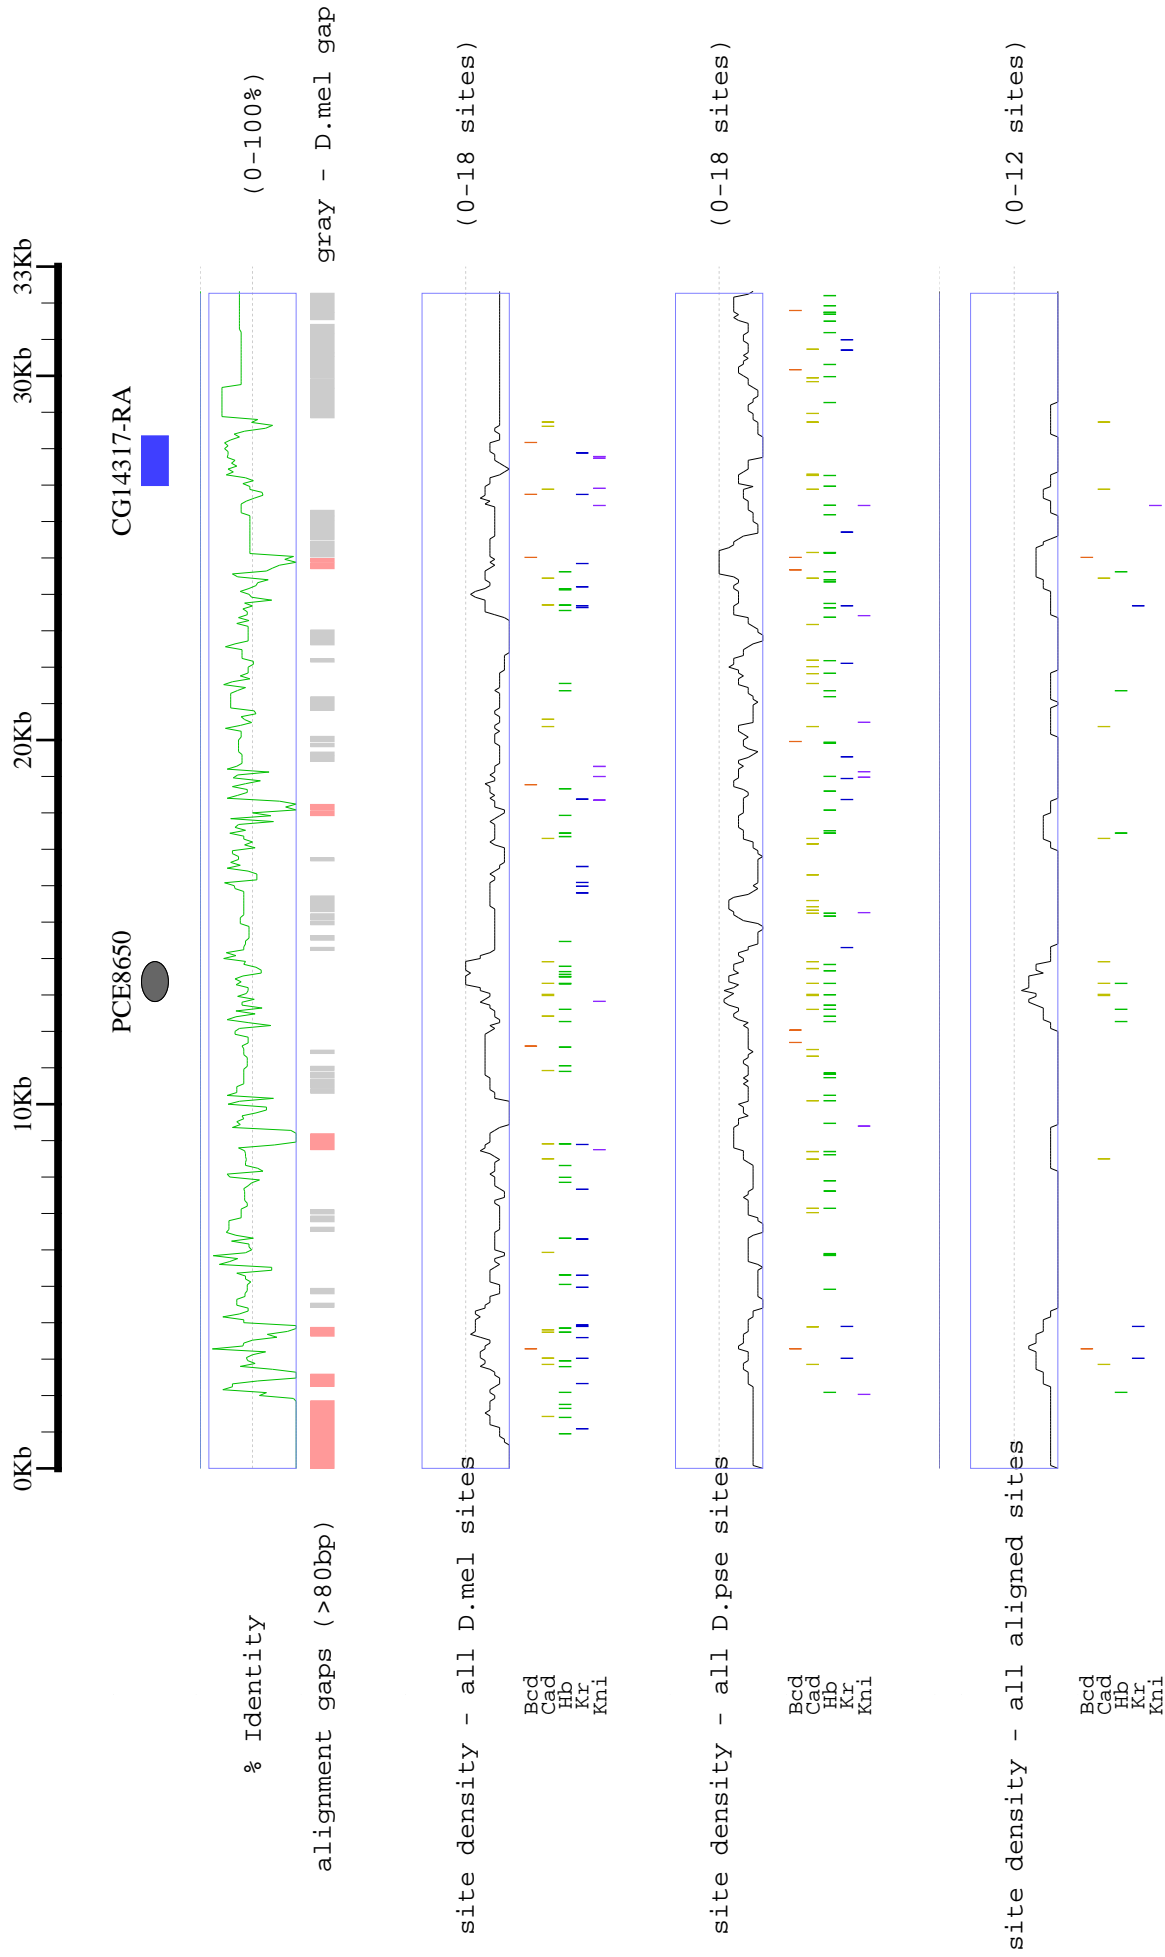 0Kb 10Kb 20Kb 30Kb 33Kb
PCE8650 CG14317-RA
% Identity (0-100%)
alignment gaps (>80bp) gray - D.mel gap
site density - all D.mel sites (0-18 sites)
Bcd
Cad
Hb
Kr
Kni
site density - all D.pse sites (0-18 sites)
Bcd
Cad
Hb
Kr
Kni
site density - all aligned sites (0-12 sites)
Bcd
Cad
Hb
Kr
Kni